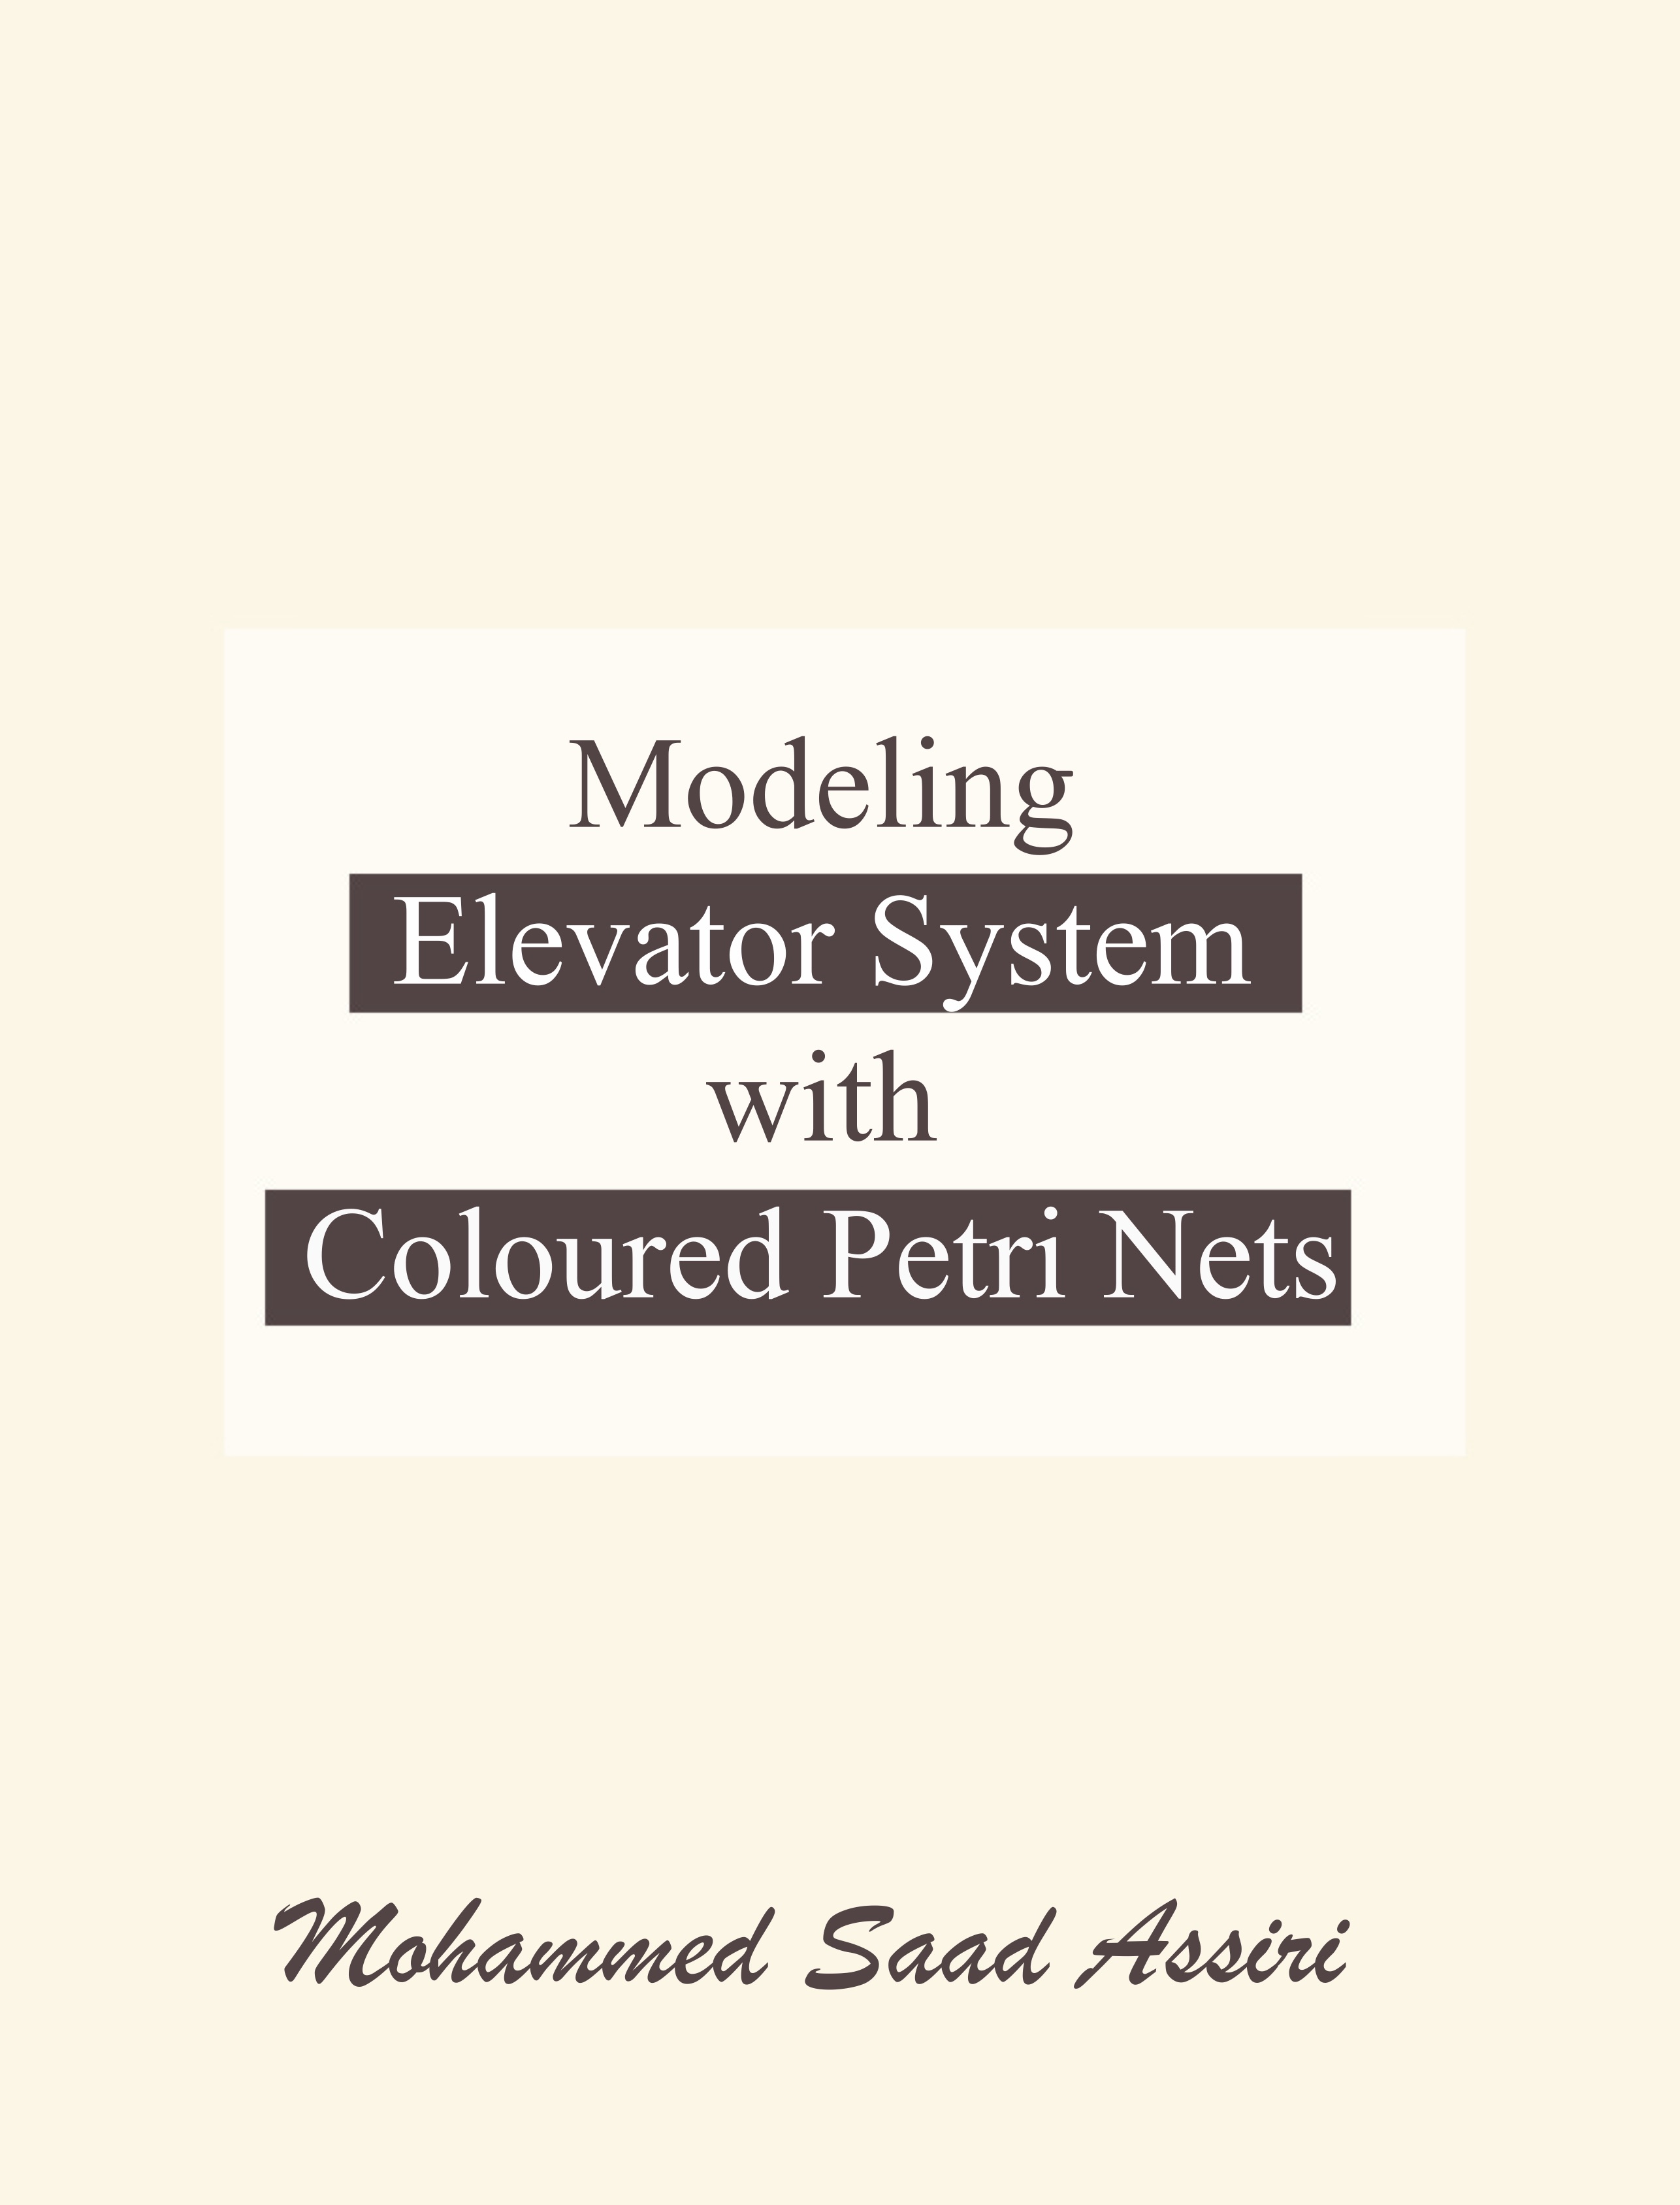 Modeling
Elevator System
with
Coloured Petri Nets
Mohammed Saad Assiri